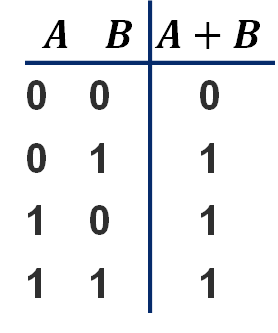 A B A + B
0 0 0
0 1 1
1 0 1
1 1 1